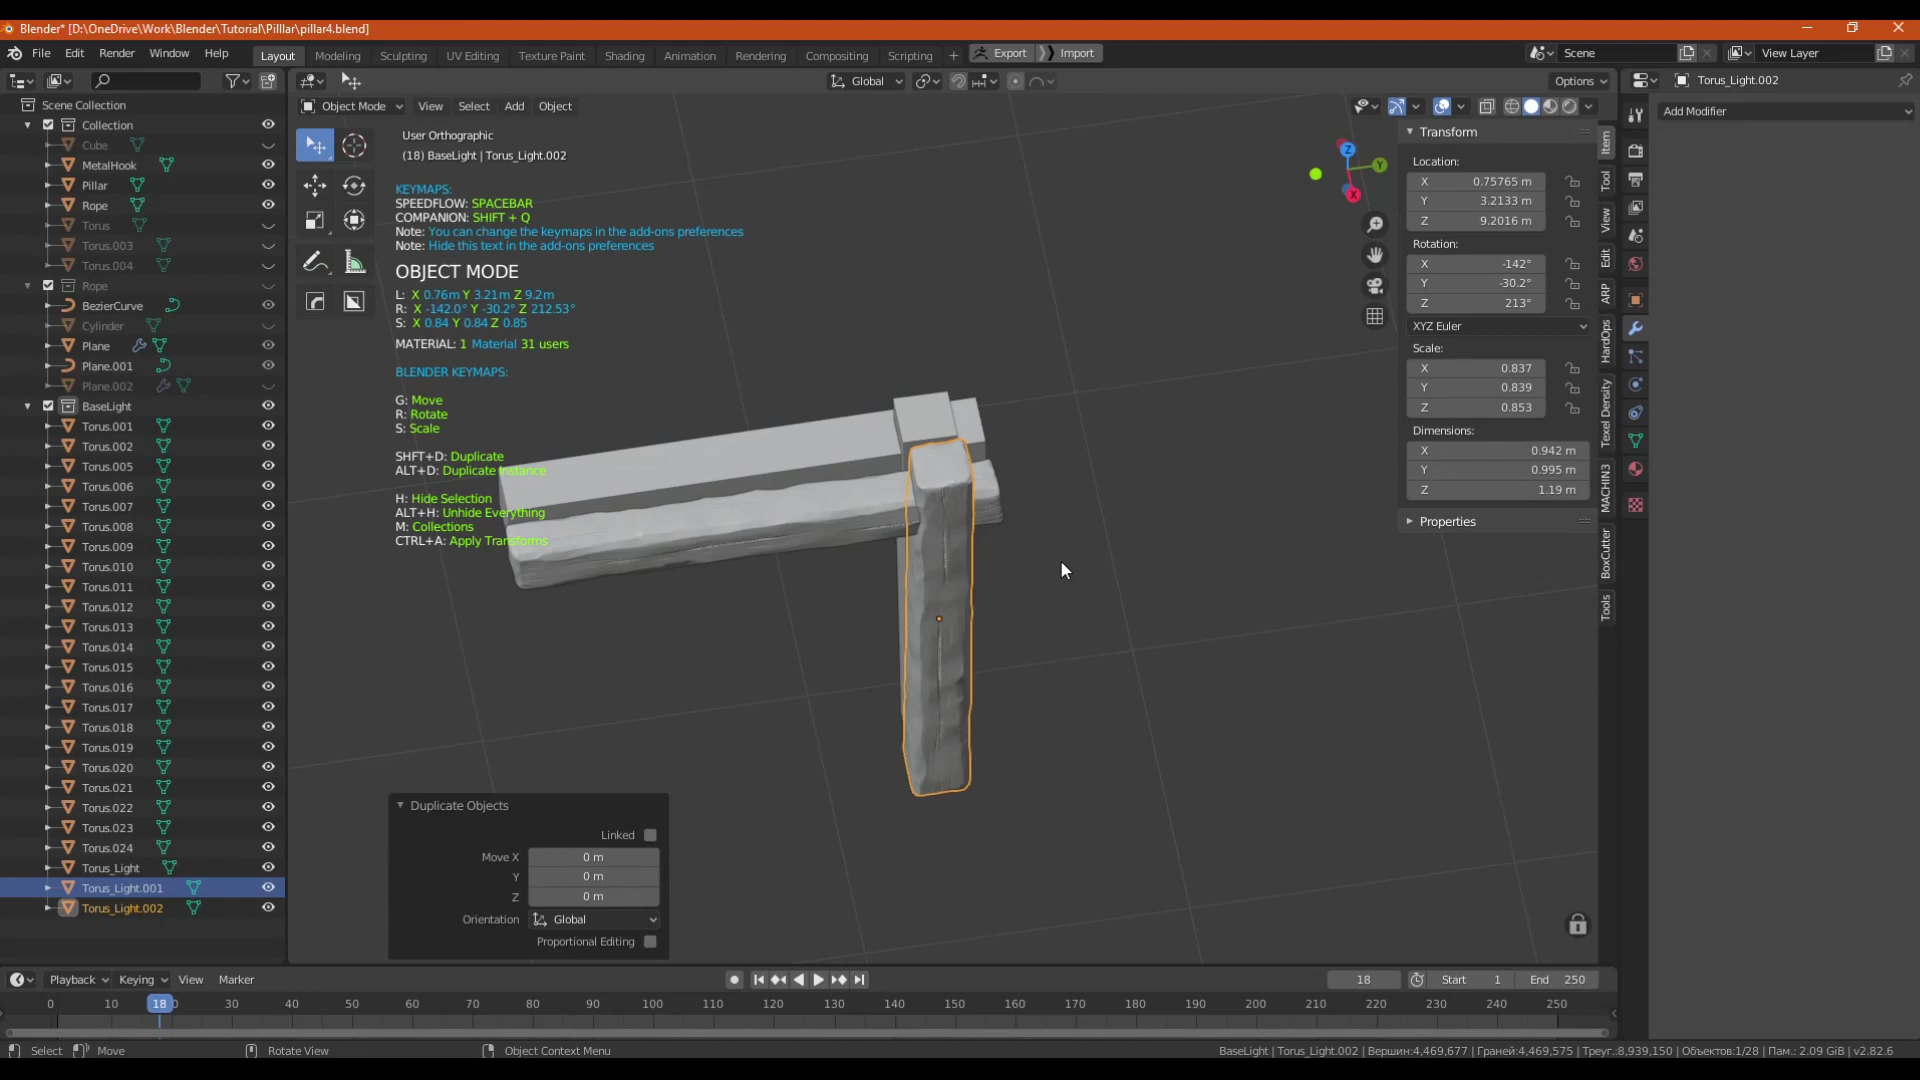 Blender* [D:\OneDrive\Work\Blender\Tutorial\Pilllar\pillar4.blend]
File Edit Render Window Help Layout Modeling Sculpting UV Editing Texture Paint Shading Animation Rendering Compositing Scripting + Export Import Scene View Layer
Global Options Torus_Light.002
Object Mode View Select Add Object
Add Modifier
Scene Collection
Collection
Cube
MetalHook
Pillar
Rope
Torus
Torus.003
Torus.004
Rope
BezierCurve
Cylinder
Plane
Plane.001
Plane.002
BaseLight
Torus.001
Torus.002
Torus.005
Torus.006
Torus.007
Torus.008
Torus.009
Torus.010
Torus.011
Torus.012
Torus.013
Torus.014
Torus.015
Torus.016
Torus.017
Torus.018
Torus.019
Torus.020
Torus.021
Torus.022
Torus.023
Torus.024
Torus_Light
Torus_Light.001
Torus_Light.002
User Orthographic
(18) BaseLight | Torus_Light.002
KEYMAPS:
SPEEDFLOW: SPACEBAR
COMPANION: SHIFT + Q
Note: You can change the keymaps in the add-ons preferences
Note: Hide this text in the add-ons preferences
OBJECT MODE
L: X 0.76m Y 3.21m Z 9.2m
R: X -142.0° Y -30.2° Z 212.53°
S: X 0.84 Y 0.84 Z 0.85
MATERIAL: 1 Material 31 users
BLENDER KEYMAPS:
G: Move
R: Rotate
S: Scale
SHFT+D: Duplicate
ALT+D: Duplicate Instance
H: Hide Selection
ALT+H: Unhide Everything
M: Collections
CTRL+A: Apply Transforms
Z
Y
X
Transform
Location:
X 0.75765 m
Y 3.2133 m
Z 9.2016 m
Rotation:
X -142°
Y -30.2°
Z 213°
XYZ Euler
Scale:
X 0.837
Y 0.839
Z 0.853
Dimensions:
X 0.942 m
Y 0.995 m
Z 1.19 m
Properties
Item
Tool
View
Edit
ARP
HardOps
Texel Density
MACHIN3
BoxCutter
Tools
Duplicate Objects
Linked
Move X 0 m
Y 0 m
Z 0 m
Orientation Global
Proportional Editing
Playback Keying View Marker 18 Start 1 End 250
0 10 18 30 40 50 60 70 80 90 100 110 120 130 140 150 160 170 180 190 200 210 220 230 240 250
Select Move Rotate View Object Context Menu BaseLight | Torus_Light.002 | Вершин:4,469,677 | Граней:4,469,575 | Треуг.:8,939,150 | Объектов:1/28 | Пам.: 2.09 GiB | v2.82.6